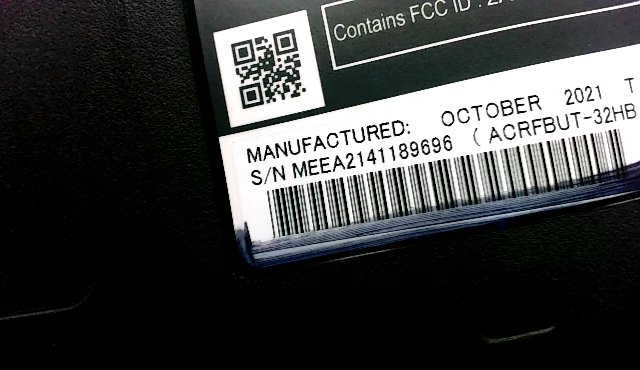 Contains FCC ID :
MANUFACTURED: OCTOBER 2021 T
S/N MEEA2141189696 ( ACRFBUT-32HB